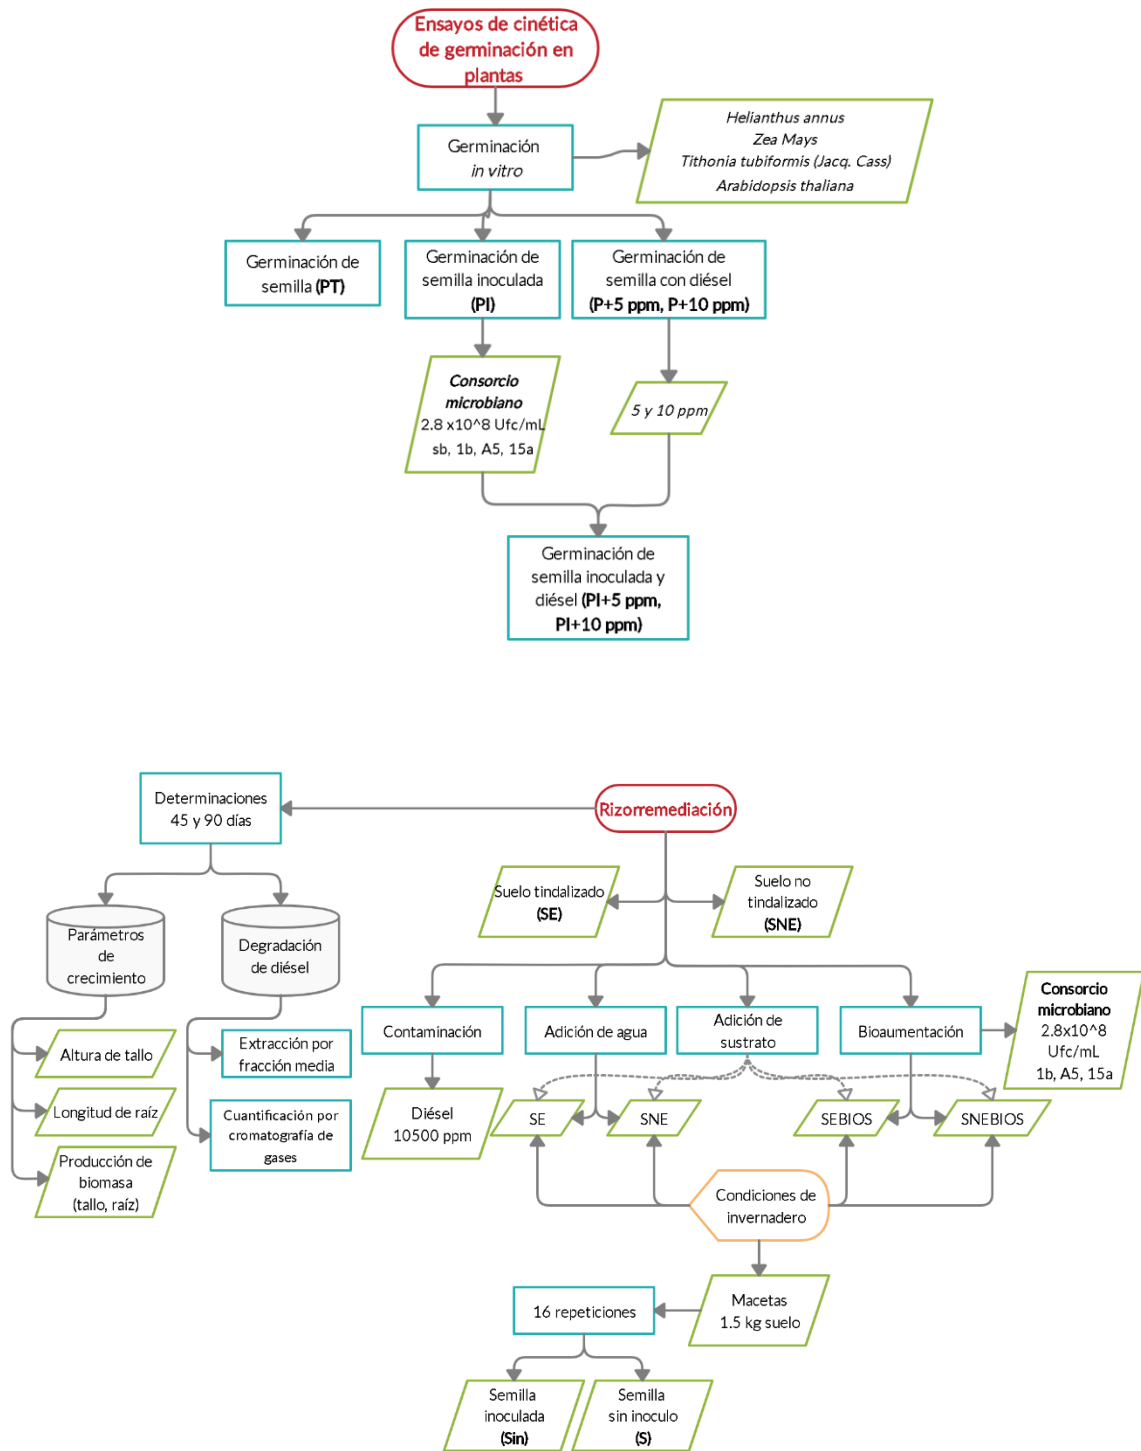 Ensayos de cinética
de germinación en
plantas
Germinación
in vitro
Helianthus annus
Zea Mays
Tithonia tubiformis (Jacq. Cass)
Arabidopsis thaliana
Germinación de
semilla (PT)
Germinación de
semilla inoculada
(PI)
Germinación de
semilla con diésel
(P+5 ppm, P+10 ppm)
Consorcio
microbiano
2.8 x10^8 Ufc/mL
sb, 1b, A5, 15a
5 y 10 ppm
Germinación de
semilla inoculada y
diésel (PI+5 ppm,
PI+10 ppm)
Determinaciones
45 y 90 días
Rizorremediación
Suelo tindalizado
(SE)
Suelo no
tindalizado
(SNE)
Parámetros
de
crecimiento
Degradación
de diésel
Altura de tallo
Longitud de raíz
Producción de
biomasa
(tallo, raíz)
Extracción por
fracción media
Cuantificación por
cromatografía de
gases
Contaminación
Adición de agua
Adición de
sustrato
Bioaumentación
Consorcio
microbiano
2.8x10^8
Ufc/mL
1b, A5, 15a
Diésel
10500 ppm
SE
SNE
SEBIOS
SNEBIOS
Condiciones de
invernadero
Macetas
1.5 kg suelo
16 repeticiones
Semilla
inoculada
(Sin)
Semilla
sin inoculo
(S)